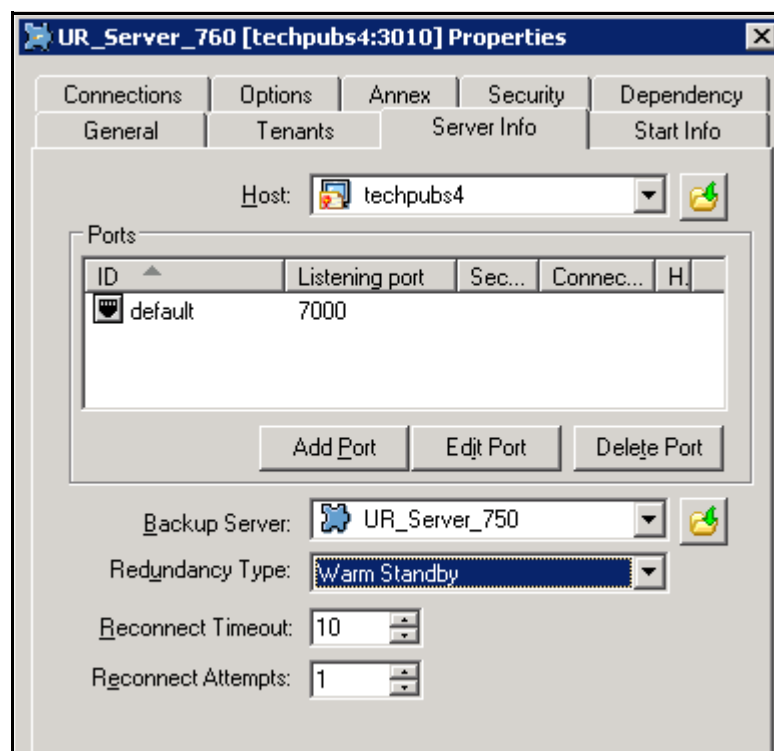 UR_Server_760 [techpubs4:3010] Properties
Connections Options Annex Security Dependency
General Tenants Server Info Start Info
Host: techpubs4
Ports
ID Listening port Sec... Connec... H.
default 7000
Add Port Edit Port Delete Port
Backup Server: UR_Server_750
Redundancy Type: Warm Standby
Reconnect Timeout: 10
Reconnect Attempts: 1